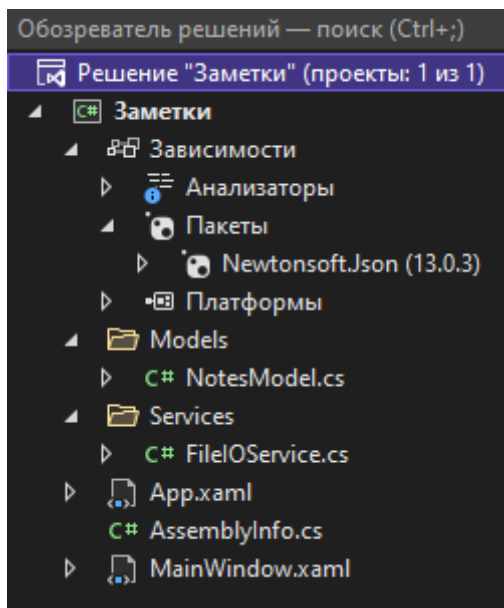 Обозреватель решений — поиск (Ctrl+;)
Решение "Заметки" (проекты: 1 из 1)
C# Заметки
Зависимости
Анализаторы
Пакеты
Newtonsoft.Json (13.0.3)
Платформы
Models
C# NotesModel.cs
Services
C# FileIOService.cs
App.xaml
C# AssemblyInfo.cs
MainWindow.xaml